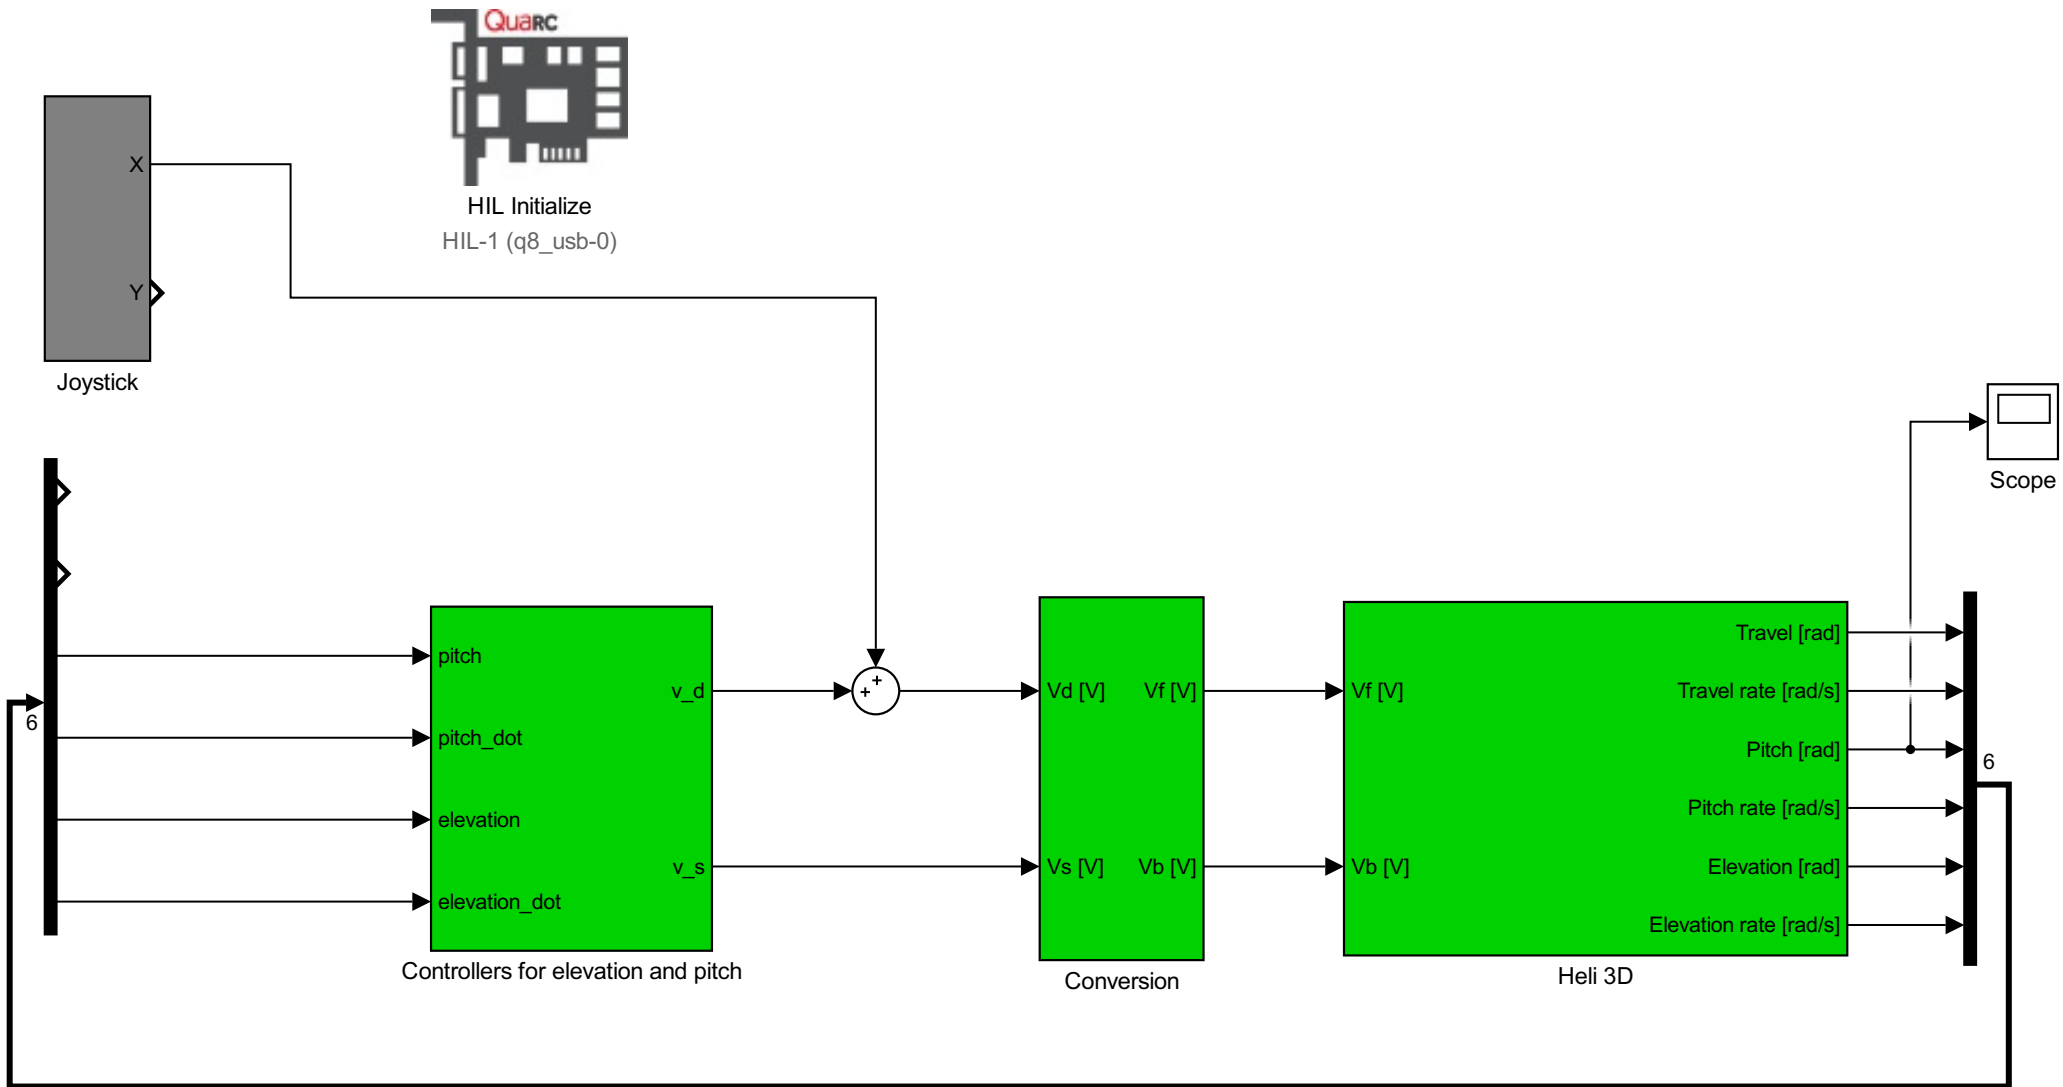 QuaRC
HIL Initialize
HIL-1 (q8_usb-0)
X
Y
Joystick
Scope
6
pitch
pitch_dot
elevation
elevation_dot
v_d
v_s
Controllers for elevation and pitch
+
+
Vd [V]
Vs [V]
Vf [V]
Vb [V]
Conversion
Vf [V]
Vb [V]
Travel [rad]
Travel rate [rad/s]
Pitch [rad]
Pitch rate [rad/s]
Elevation [rad]
Elevation rate [rad/s]
Heli 3D
6